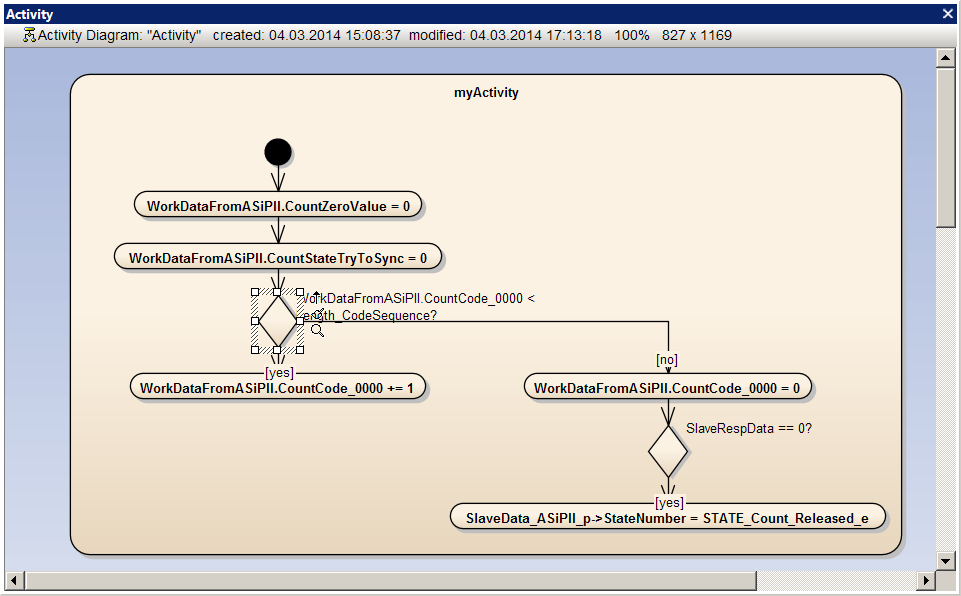 Activity
Activity Diagram: "Activity" created: 04.03.2014 15:08:37 modified: 04.03.2014 17:13:18 100% 827 x 1169
myActivity
WorkDataFromASiPII.CountZeroValue = 0
WorkDataFromASiPII.CountStateTryToSync = 0
WorkDataFromASiPII.CountCode_0000 <
ength_CodeSequence?
[no]
[yes]
WorkDataFromASiPII.CountCode_0000 += 1
WorkDataFromASiPII.CountCode_0000 = 0
SlaveRespData == 0?
[yes]
SlaveData_ASiPII_p->StateNumber = STATE_Count_Released_e